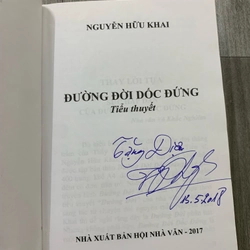 NGUYỄN HỮU KHAI
ĐƯỜNG ĐỜI DỐC ĐỨNG
Tiểu thuyết
Tặng
13.5.2018
NHÀ XUẤT BẢN HỘI NHÀ VĂN - 2017